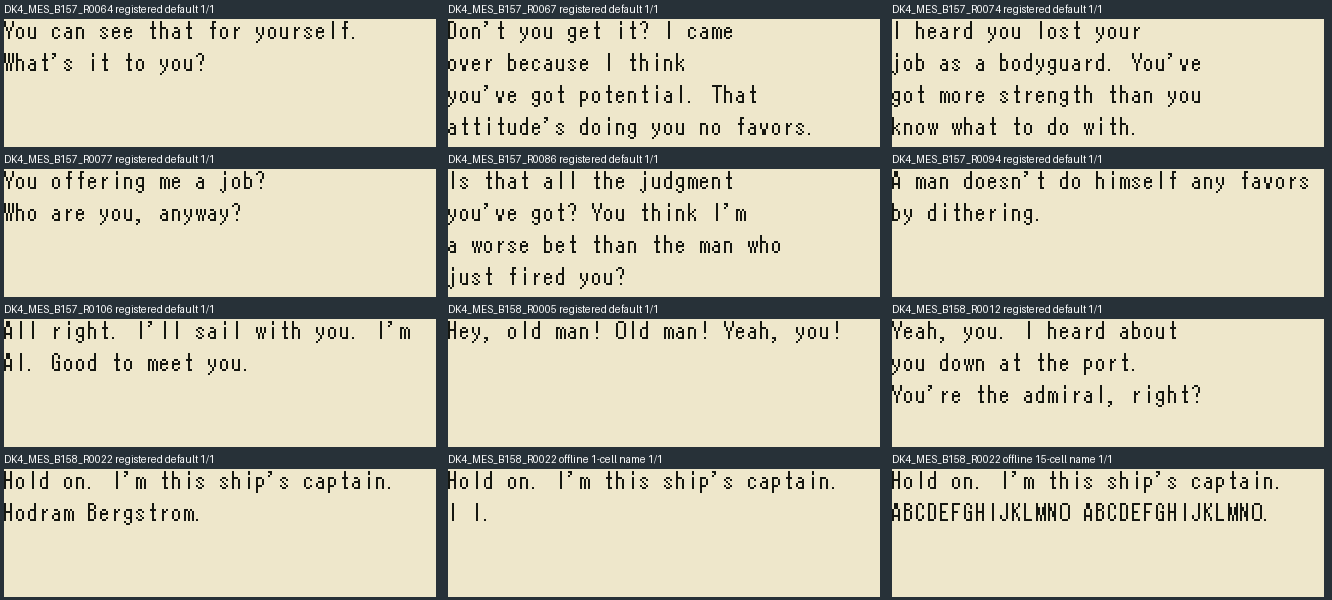 DK4_MES_B157_R0064 registered default 1/1
You can see that for yourself.
What's it to you?
DK4_MES_B157_R0067 registered default 1/1
Don't you get it? I came
over because I think
you've got potential. That
attitude's doing you no favors.
DK4_MES_B157_R0074 registered default 1/1
I heard you lost your
job as a bodyguard. You've
got more strength than you
know what to do with.
DK4_MES_B157_R0077 registered default 1/1
You offering me a job?
Who are you, anyway?
DK4_MES_B157_R0086 registered default 1/1
Is that all the judgment
you've got? You think I'm
a worse bet than the man who
just fired you?
DK4_MES_B157_R0094 registered default 1/1
A man doesn't do himself any favors
by dithering.
DK4_MES_B157_R0106 registered default 1/1
All right. I'll sail with you. I'm
Al. Good to meet you.
DK4_MES_B158_R0005 registered default 1/1
Hey, old man! Old man! Yeah, you!
DK4_MES_B158_R0012 registered default 1/1
Yeah, you. I heard about
you down at the port.
You're the admiral, right?
DK4_MES_B158_R0022 registered default 1/1
Hold on. I'm this ship's captain.
Hodram Bergstrom.
DK4_MES_B158_R0022 offline 1-cell name 1/1
Hold on. I'm this ship's captain.
I I.
DK4_MES_B158_R0022 offline 15-cell name 1/1
Hold on. I'm this ship's captain.
ABCDEFGHIJKLMNO ABCDEFGHIJKLMNO.